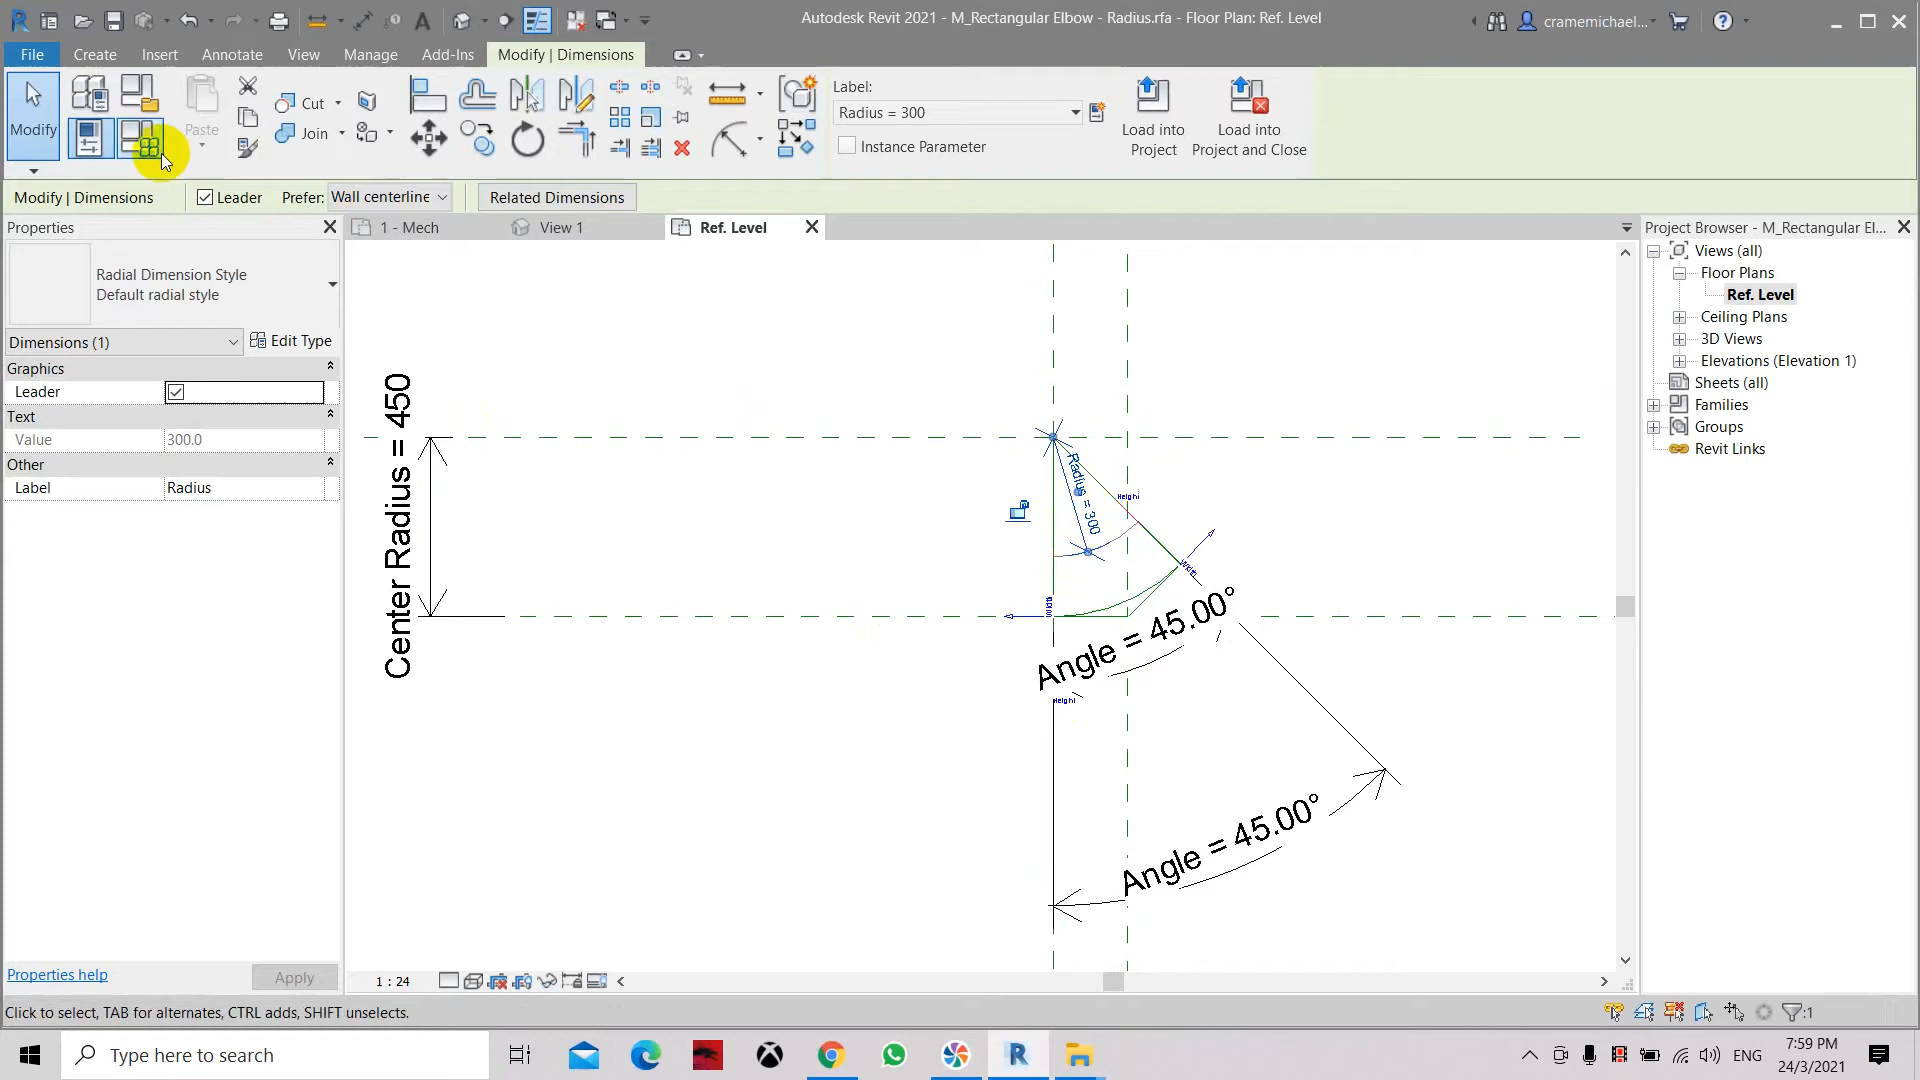 Autodesk Revit 2021 - M_Rectangular Elbow - Radius.rfa - Floor Plan: Ref. Level
cramemichael...
File
Create
Insert
Annotate
View
Manage
Add-Ins
Modify | Dimensions
Modify
Paste
Cut
Join
Label:
Radius = 300
Instance Parameter
Load into
Project
Load into
Project and Close
Modify | Dimensions
Leader
Prefer:
Wall centerline
Related Dimensions
Properties
1 - Mech
View 1
Ref. Level
Project Browser - M_Rectangular El...
Radial Dimension Style
Default radial style
Dimensions (1)
Edit Type
Graphics
Leader
Text
Value
300.0
Other
Label
Radius
Properties help
Apply
Center Radius = 450
Radius = 300
Height
Width
Width
Angle = 45.00°
Height
Angle = 45.00°
Views (all)
Floor Plans
Ref. Level
Ceiling Plans
3D Views
Elevations (Elevation 1)
Sheets (all)
Families
Groups
Revit Links
1 : 24
Click to select, TAB for alternates, CTRL adds, SHIFT unselects.
:1
Type here to search
ENG
7:59 PM
24/3/2021